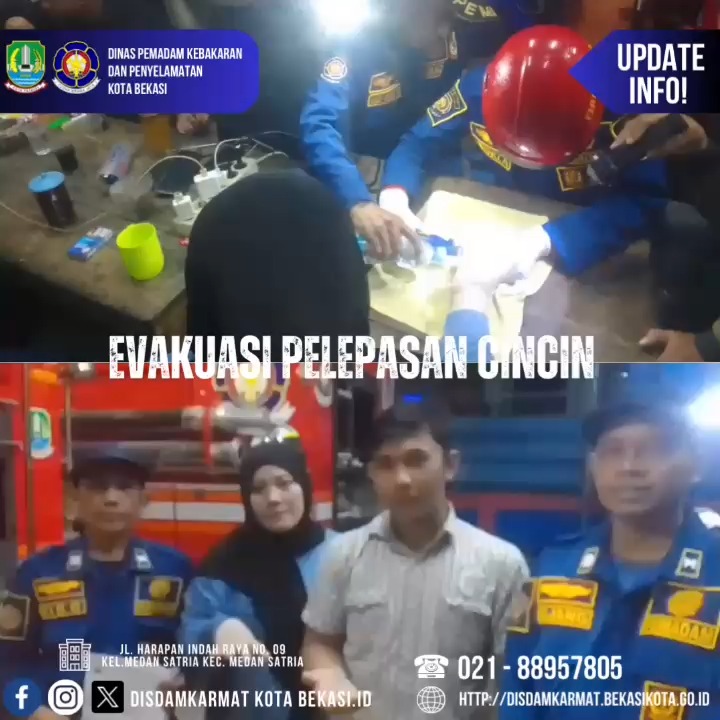 DINAS PEMADAM KEBAKARAN
DAN PENYELAMATAN
KOTA BEKASI
UPDATE
INFO!
EVAKUASI PELEPASAN CINCIN
JL. HARAPAN INDAH RAYA NO. 09
KEL.MEDAN SATRIA KEC. MEDAN SATRIA
021 - 88957805
DISDAMKARMAT KOTA BEKASI.ID
HTTP://DISDAMKARMAT.BEKASIKOTA.GO.ID